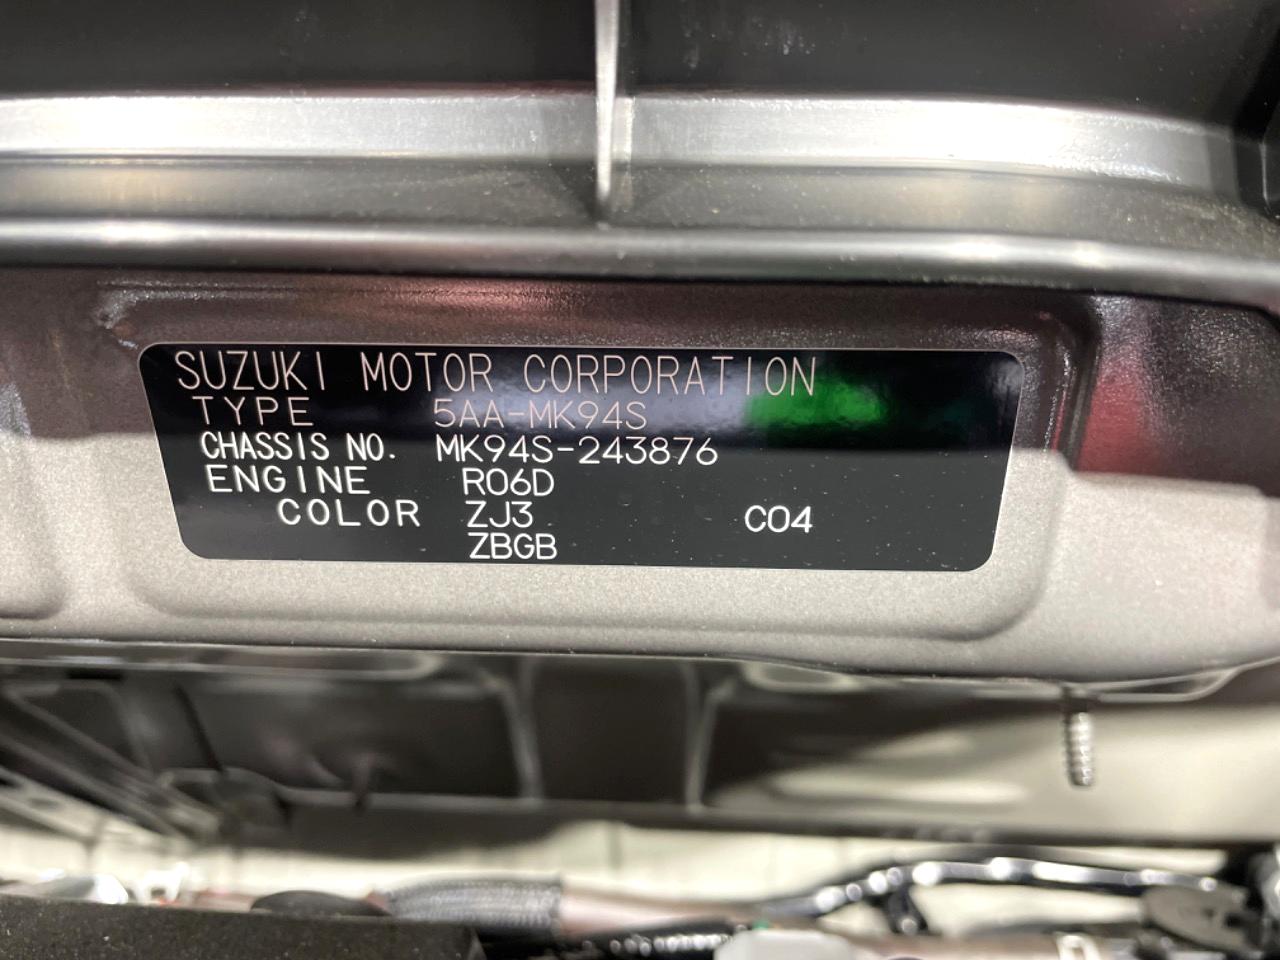 SUZUKI MOTOR CORPORATION
TYPE 5AA-MK94S
CHASSIS NO. MK94S-243876
ENGINE R06D
COLOR ZJ3 C04
ZBGB